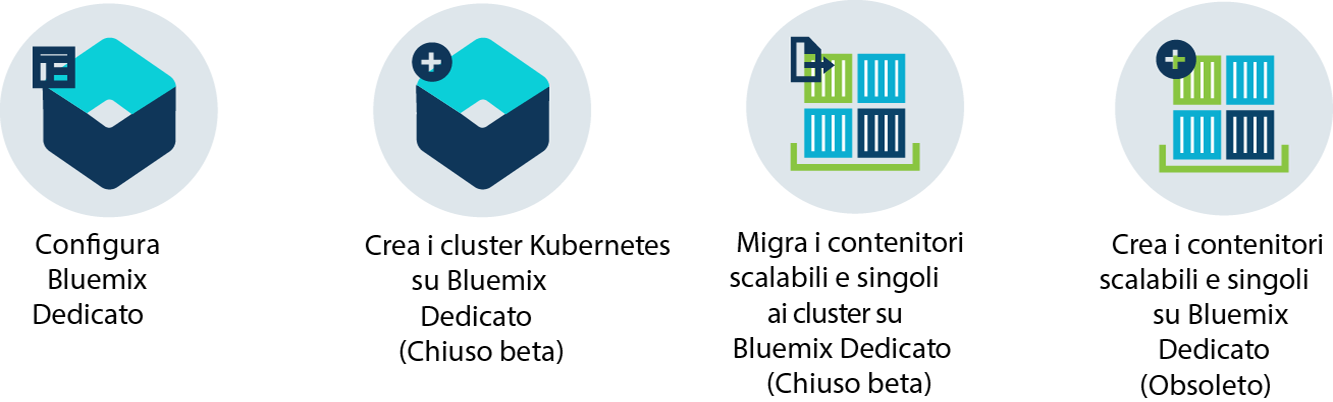 Configura
Bluemix
Dedicato
Crea i cluster Kubernetes
su Bluemix
Dedicato
(Chiuso beta)
Migra i contenitori
scalabili e singoli
ai cluster su
Bluemix Dedicato
(Chiuso beta)
Crea i contenitori
scalabili e singoli
su Bluemix
Dedicato
(Obsoleto)